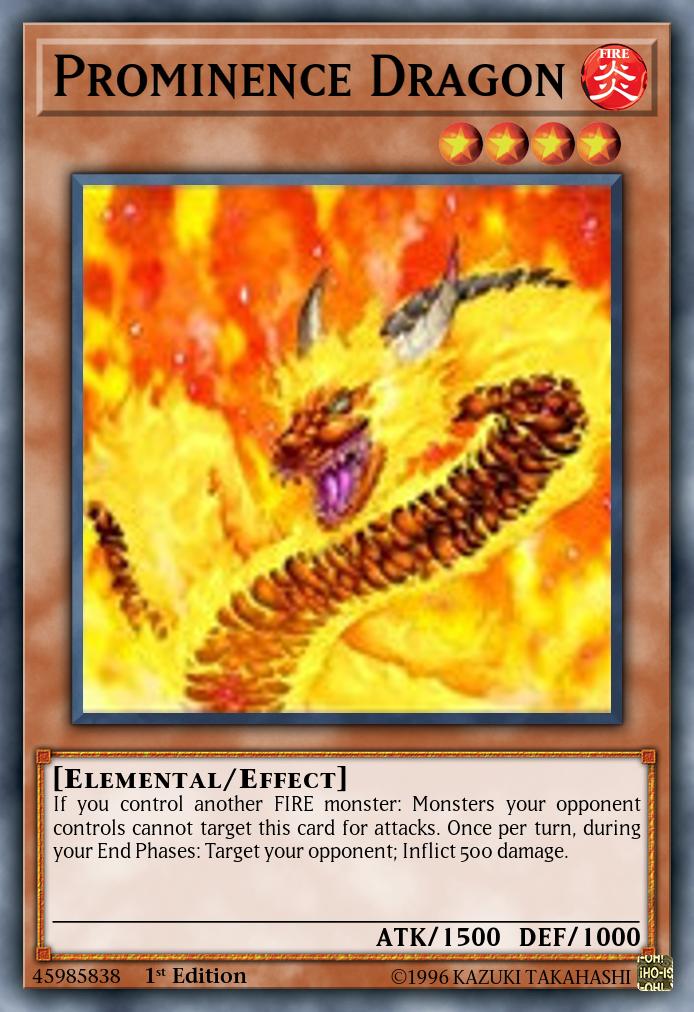 Prominence Dragon
FIRE
炎
[Elemental/Effect]
If you control another FIRE monster: Monsters your opponent
controls cannot target this card for attacks. Once per turn, during
your End Phases: Target your opponent; Inflict 500 damage.
ATK/1500 DEF/1000
45985838 1st Edition ©1996 KAZUKI TAKAHASHI